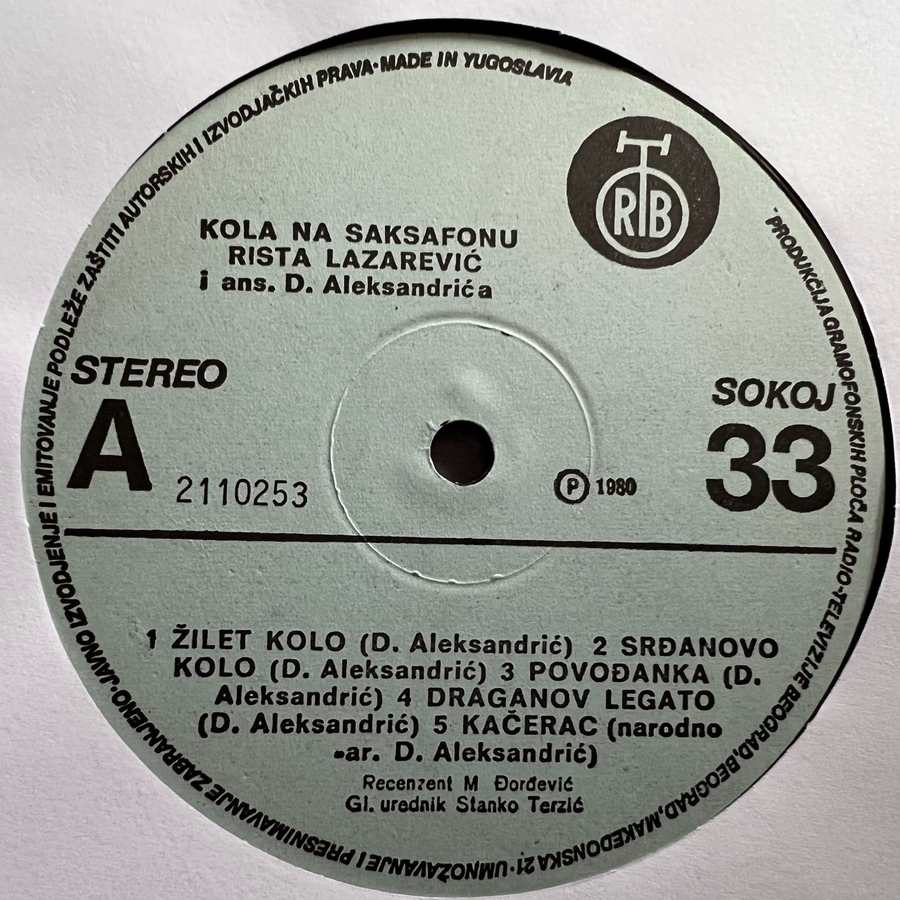 PRODUKCIJA GRAMOFONSKIH PLOČA RADIO-TELEVIZIJE BEOGRAD, BEOGRAD, MAKEDONSKA 21 · UMNOŽAVANJE I PRESNIMAVANJE ZABRANJENO · JAVNO IZVODJENJE I EMITOVANJE PODLEŽE ZAŠTITI AUTORSKIH I IZVODJAČKIH PRAVA · MADE IN YUGOSLAVIA
RTB
KOLA NA SAKSAFONU
RISTA LAZAREVIĆ
i ans. D. Aleksandrića
STEREO
SOKOJ
A
33
2110253
℗ 1980
1 ŽILET KOLO (D. Aleksandrić) 2 SRĐANOVO
KOLO (D. Aleksandrić) 3 POVOĐANKA (D.
Aleksandrić) 4 DRAGANOV LEGATO
(D. Aleksandrić) 5 KAČERAC (narodno
-ar. D. Aleksandrić)
Recenzent M Đorđević
Gl. urednik Stanko Terzić